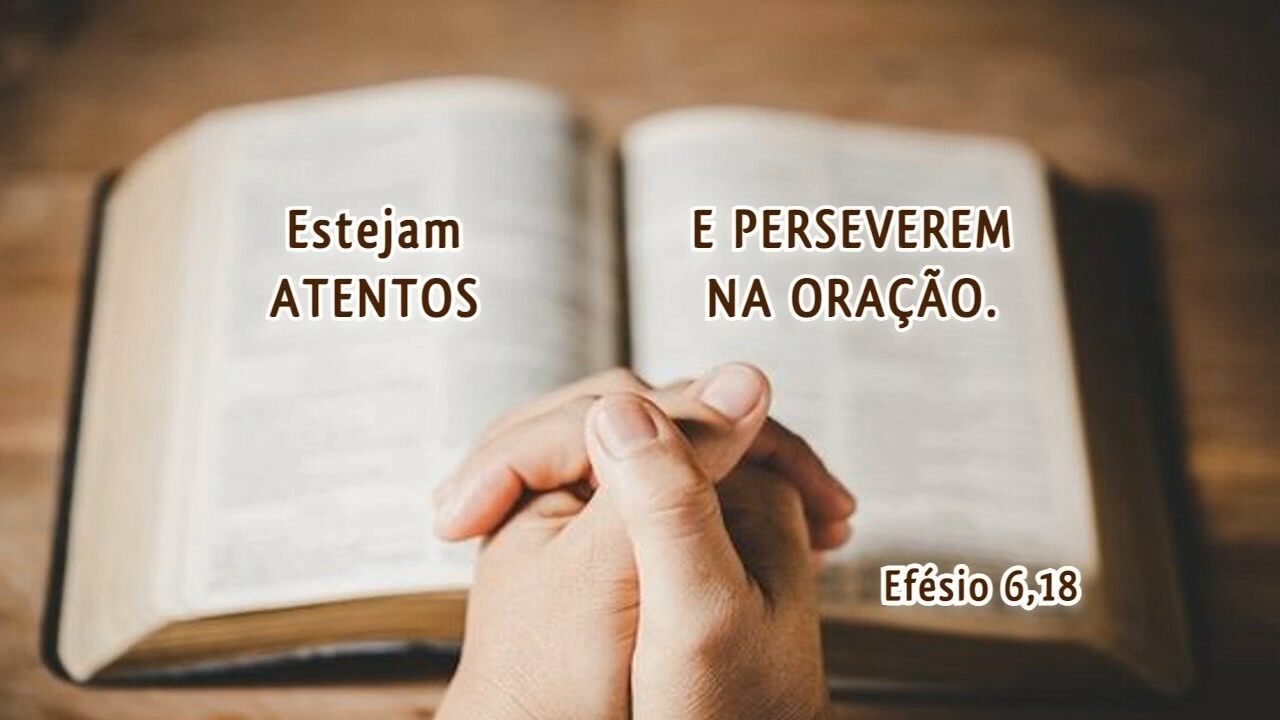 Estejam
ATENTOS
E PERSEVEREM
NA ORAÇÃO.
Efésio 6,18